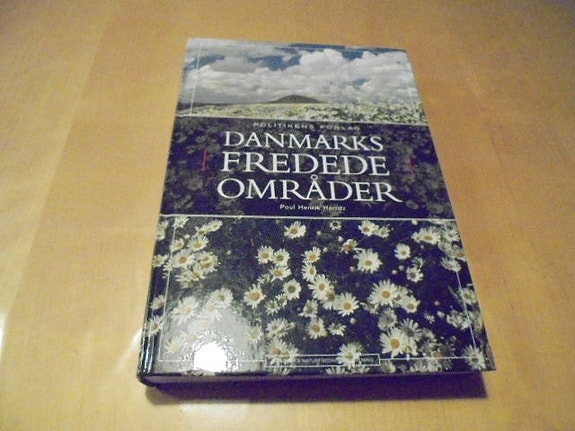 POLITIKENS FORLAG
DANMARKS
FREDEDE
OMRÅDER
Poul Henrik Harritz